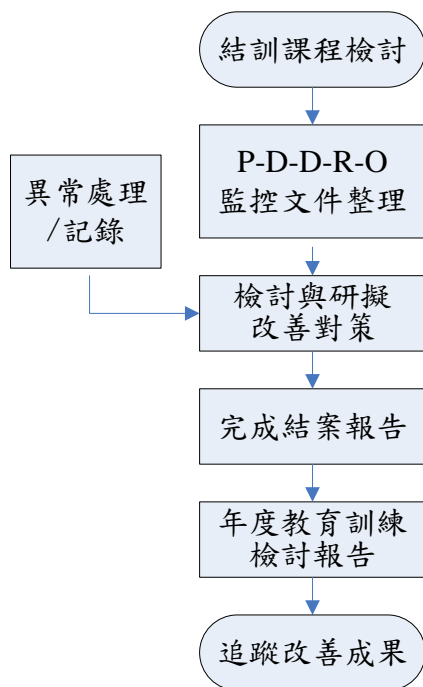 結訓課程檢討
P-D-D-R-O
監控文件整理
異常處理
/記錄
檢討與研擬
改善對策
完成結案報告
年度教育訓練
檢討報告
追蹤改善成果